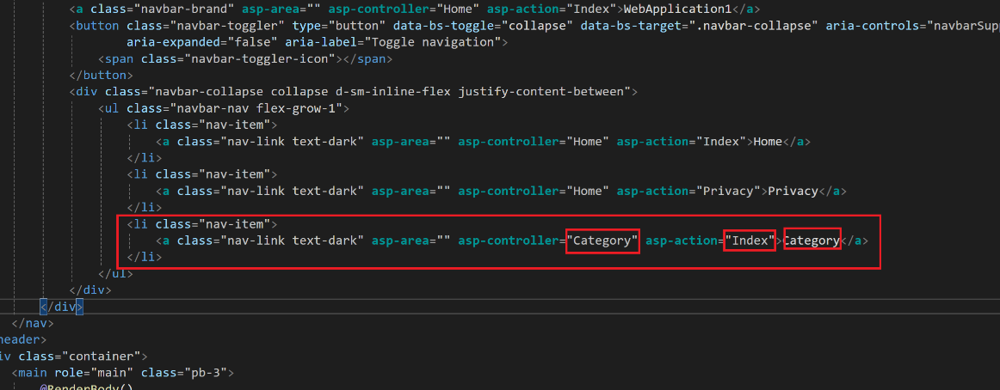 <a class="navbar-brand" asp-area="" asp-controller="Home" asp-action="Index">WebApplication1</a>
<button class="navbar-toggler" type="button" data-bs-toggle="collapse" data-bs-target=".navbar-collapse" aria-controls="navbarSupp
aria-expanded="false" aria-label="Toggle navigation">
<span class="navbar-toggler-icon"></span>
</button>
<div class="navbar-collapse collapse d-sm-inline-flex justify-content-between">
<ul class="navbar-nav flex-grow-1">
<li class="nav-item">
<a class="nav-link text-dark" asp-area="" asp-controller="Home" asp-action="Index">Home</a>
</li>
<li class="nav-item">
<a class="nav-link text-dark" asp-area="" asp-controller="Home" asp-action="Privacy">Privacy</a>
</li>
<li class="nav-item">
<a class="nav-link text-dark" asp-area="" asp-controller="Category" asp-action="Index">Category</a>
</li>
</ul>
</div>
</div>
</nav>
header>
iv class="container">
<main role="main" class="pb-3">
@RenderBody()